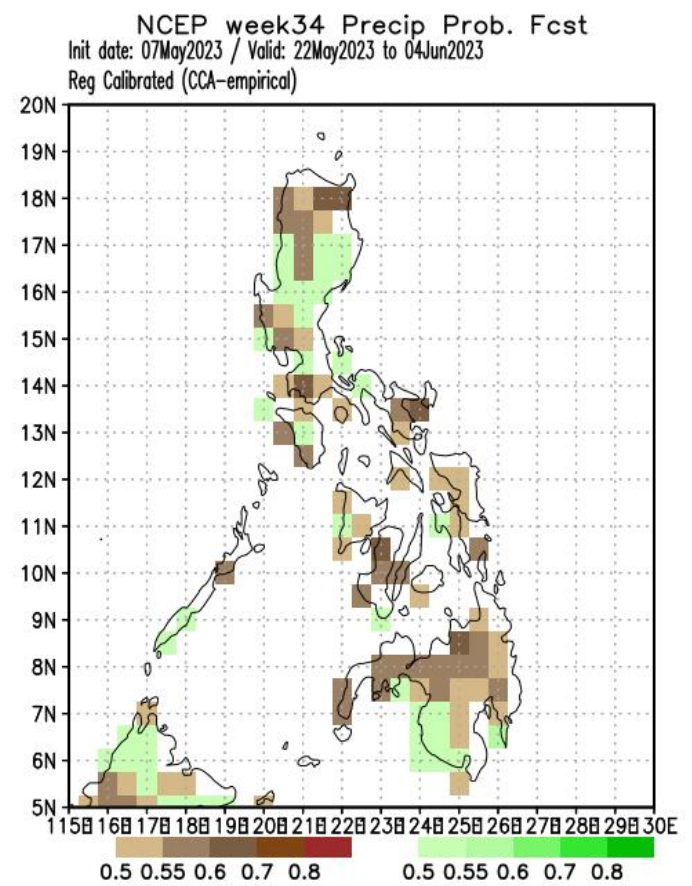 NCEP week34 Precip Prob. Fcst
Init date: 07May2023 / Valid: 22May2023 to 04Jun2023
Reg Calibrated (CCA-empirical)
20N
19N
18N
17N
16N
15N
14N
13N
12N
11N
10N
9N
8N
7N
6N
5N
115E 116E 117E 118E 119E 120E 121E 122E 123E 124E 125E 126E 127E 128E 129E 130E
0.5 0.55 0.6 0.7 0.8 0.5 0.55 0.6 0.7 0.8